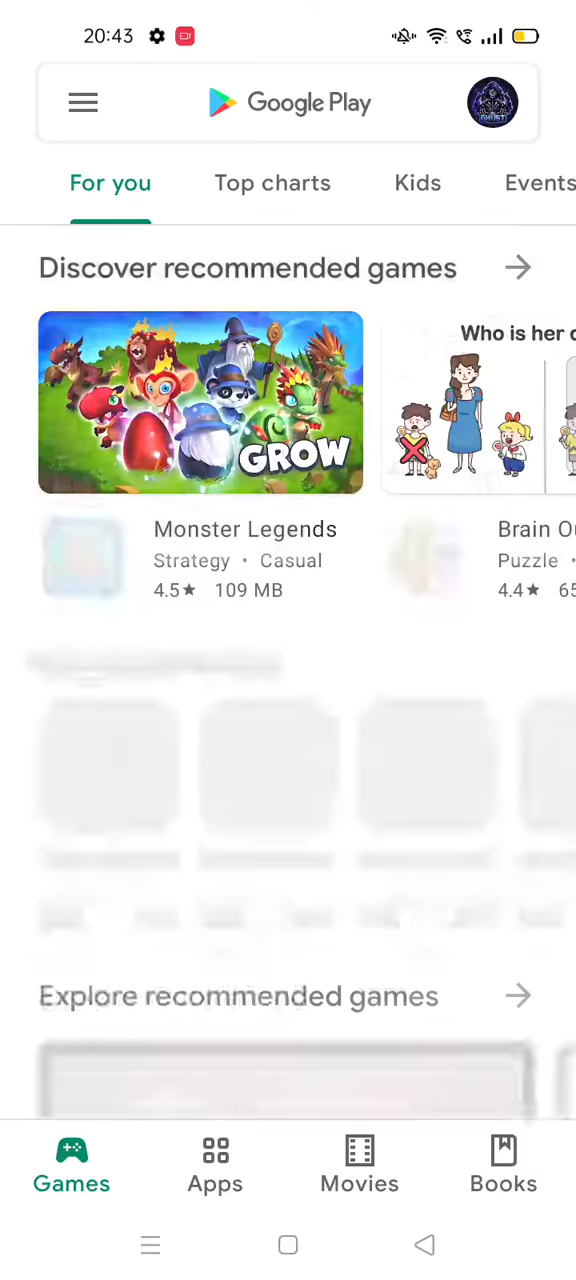 20:43
Google Play
For you Top charts Kids Events
Discover recommended games
GROW
Who is her
Monster Legends
Strategy • Casual
4.5★ 109 MB
Brain
Puzzle •
4.4★ 65
Explore recommended games
Games Apps Movies Books